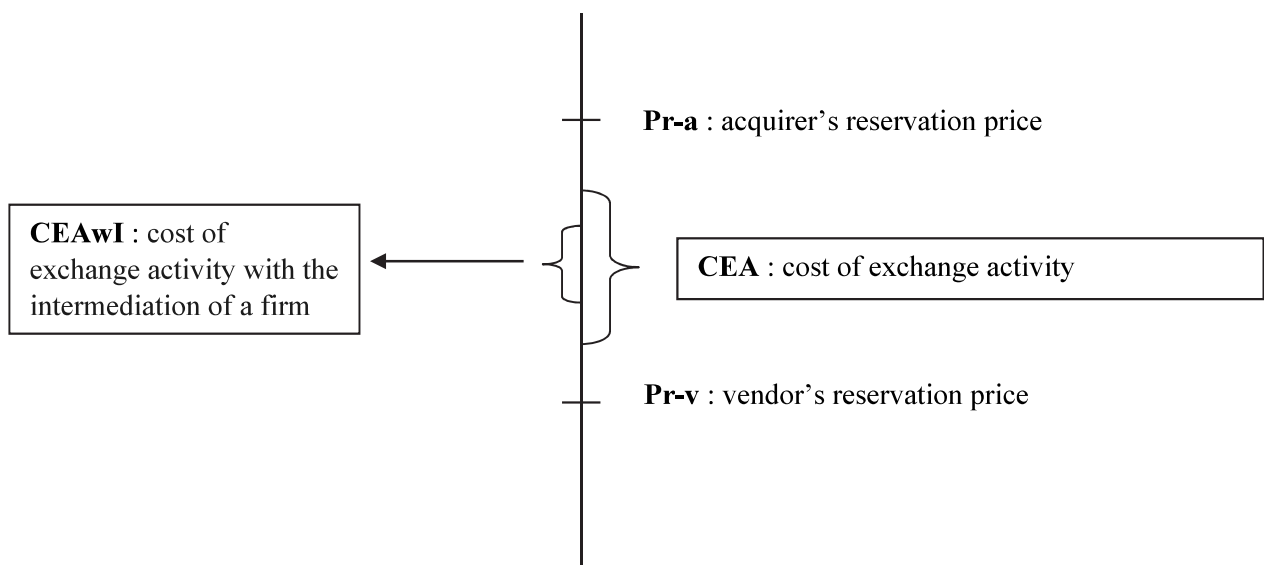 Pr-a : acquirer’s reservation price
CEAwI : cost of
exchange activity with the
intermediation of a firm
CEA : cost of exchange activity
Pr-v : vendor’s reservation price